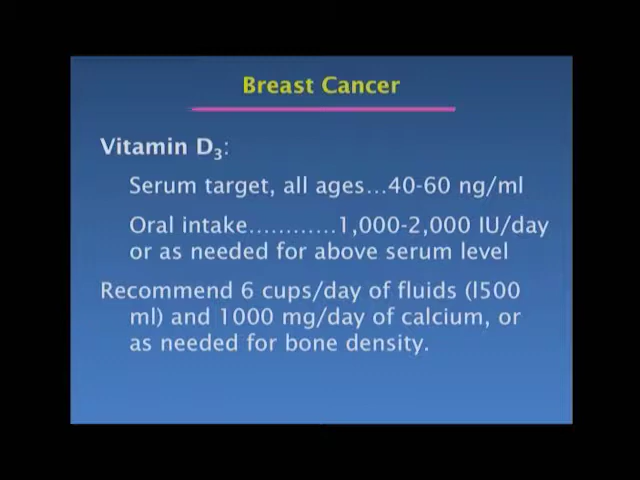 Breast Cancer
Vitamin D₃:
Serum target, all ages...40-60 ng/ml
Oral intake............1,000-2,000 IU/day
or as needed for above serum level
Recommend 6 cups/day of fluids (l500
ml) and 1000 mg/day of calcium, or
as needed for bone density.